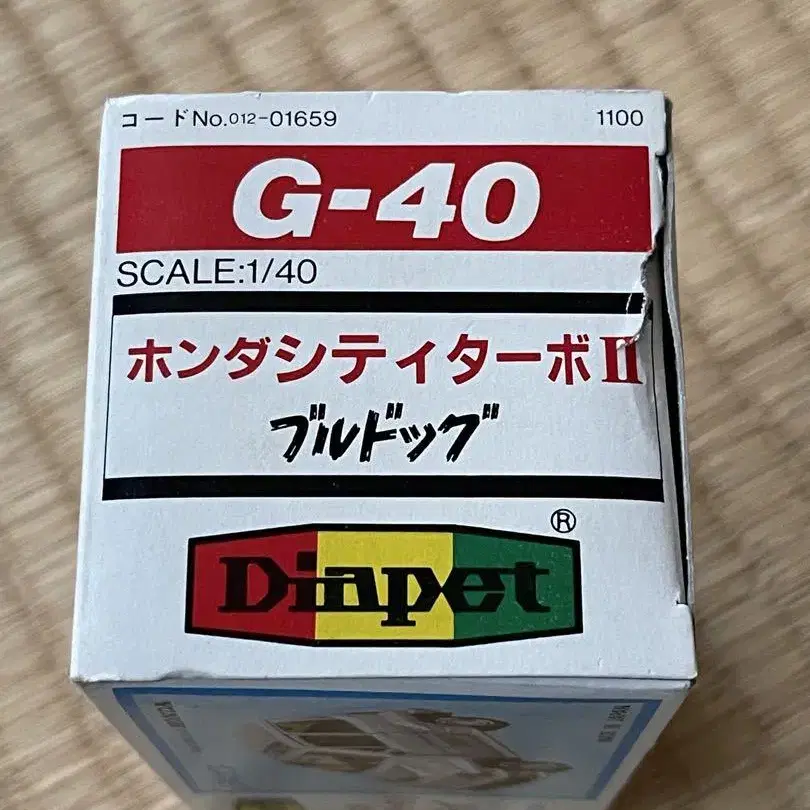 コードNo.012-01659 1100
G-40
SCALE:1/40
ホンダシティターボII
ブルドッグ
®
Diapet